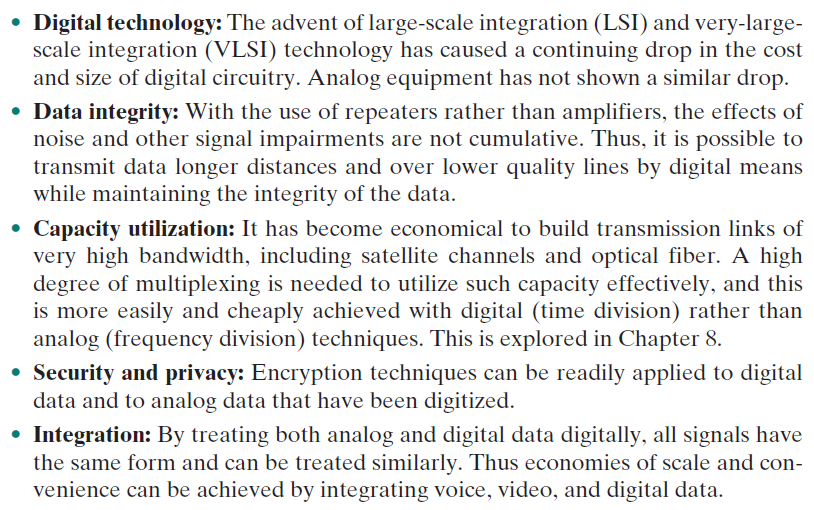 • Digital technology: The advent of large-scale integration (LSI) and very-large-
scale integration (VLSI) technology has caused a continuing drop in the cost
and size of digital circuitry. Analog equipment has not shown a similar drop.
• Data integrity: With the use of repeaters rather than amplifiers, the effects of
noise and other signal impairments are not cumulative. Thus, it is possible to
transmit data longer distances and over lower quality lines by digital means
while maintaining the integrity of the data.
• Capacity utilization: It has become economical to build transmission links of
very high bandwidth, including satellite channels and optical fiber. A high
degree of multiplexing is needed to utilize such capacity effectively, and this
is more easily and cheaply achieved with digital (time division) rather than
analog (frequency division) techniques. This is explored in Chapter 8.
• Security and privacy: Encryption techniques can be readily applied to digital
data and to analog data that have been digitized.
• Integration: By treating both analog and digital data digitally, all signals have
the same form and can be treated similarly. Thus economies of scale and con-
venience can be achieved by integrating voice, video, and digital data.